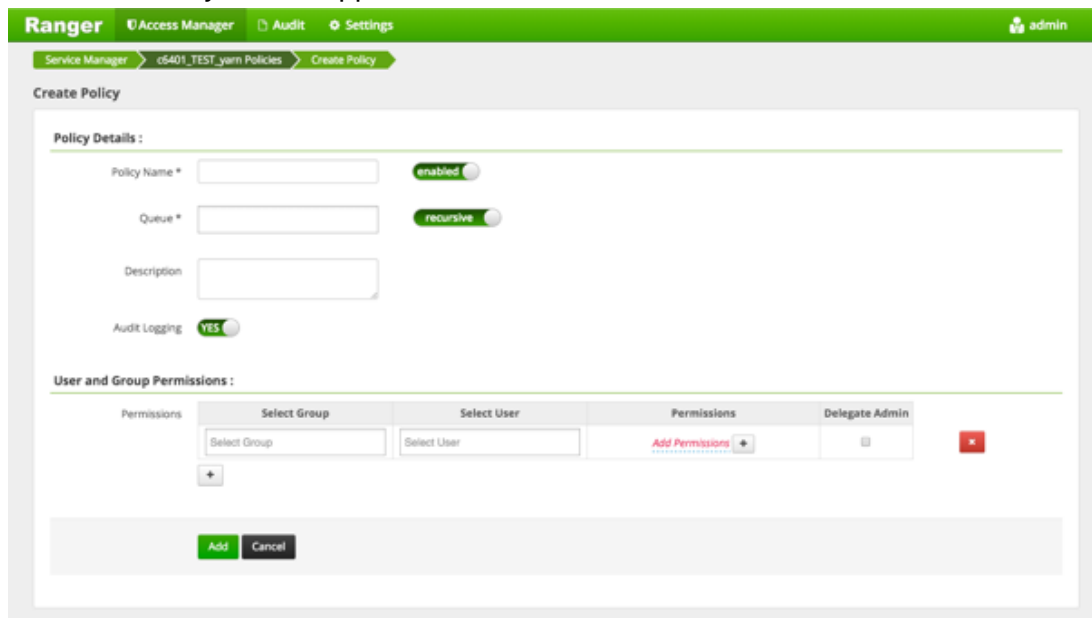 Ranger Access Manager Audit Settings admin
Service Manager c6401_TEST_yarn Policies Create Policy
Create Policy
Policy Details :
Policy Name * enabled
Queue * recursive
Description
Audit Logging YES
User and Group Permissions :
Permissions Select Group Select User Permissions Delegate Admin
Select Group Select User Add Permissions + ×
+
Add Cancel